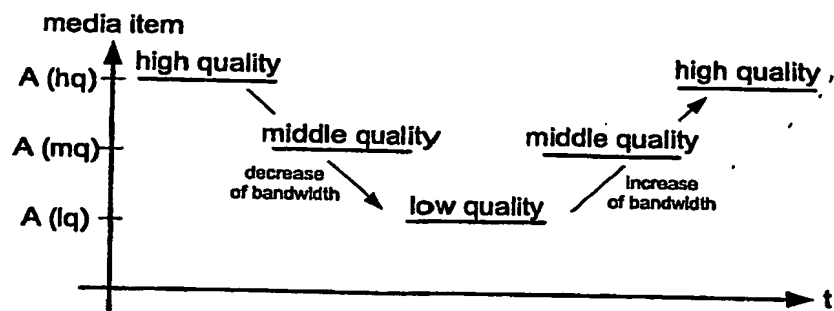 media item
high quality
high quality
A (hq)
middle quality
middle quality
A (mq)
decrease
of bandwidth
increase
of bandwidth
low quality
A (lq)
t